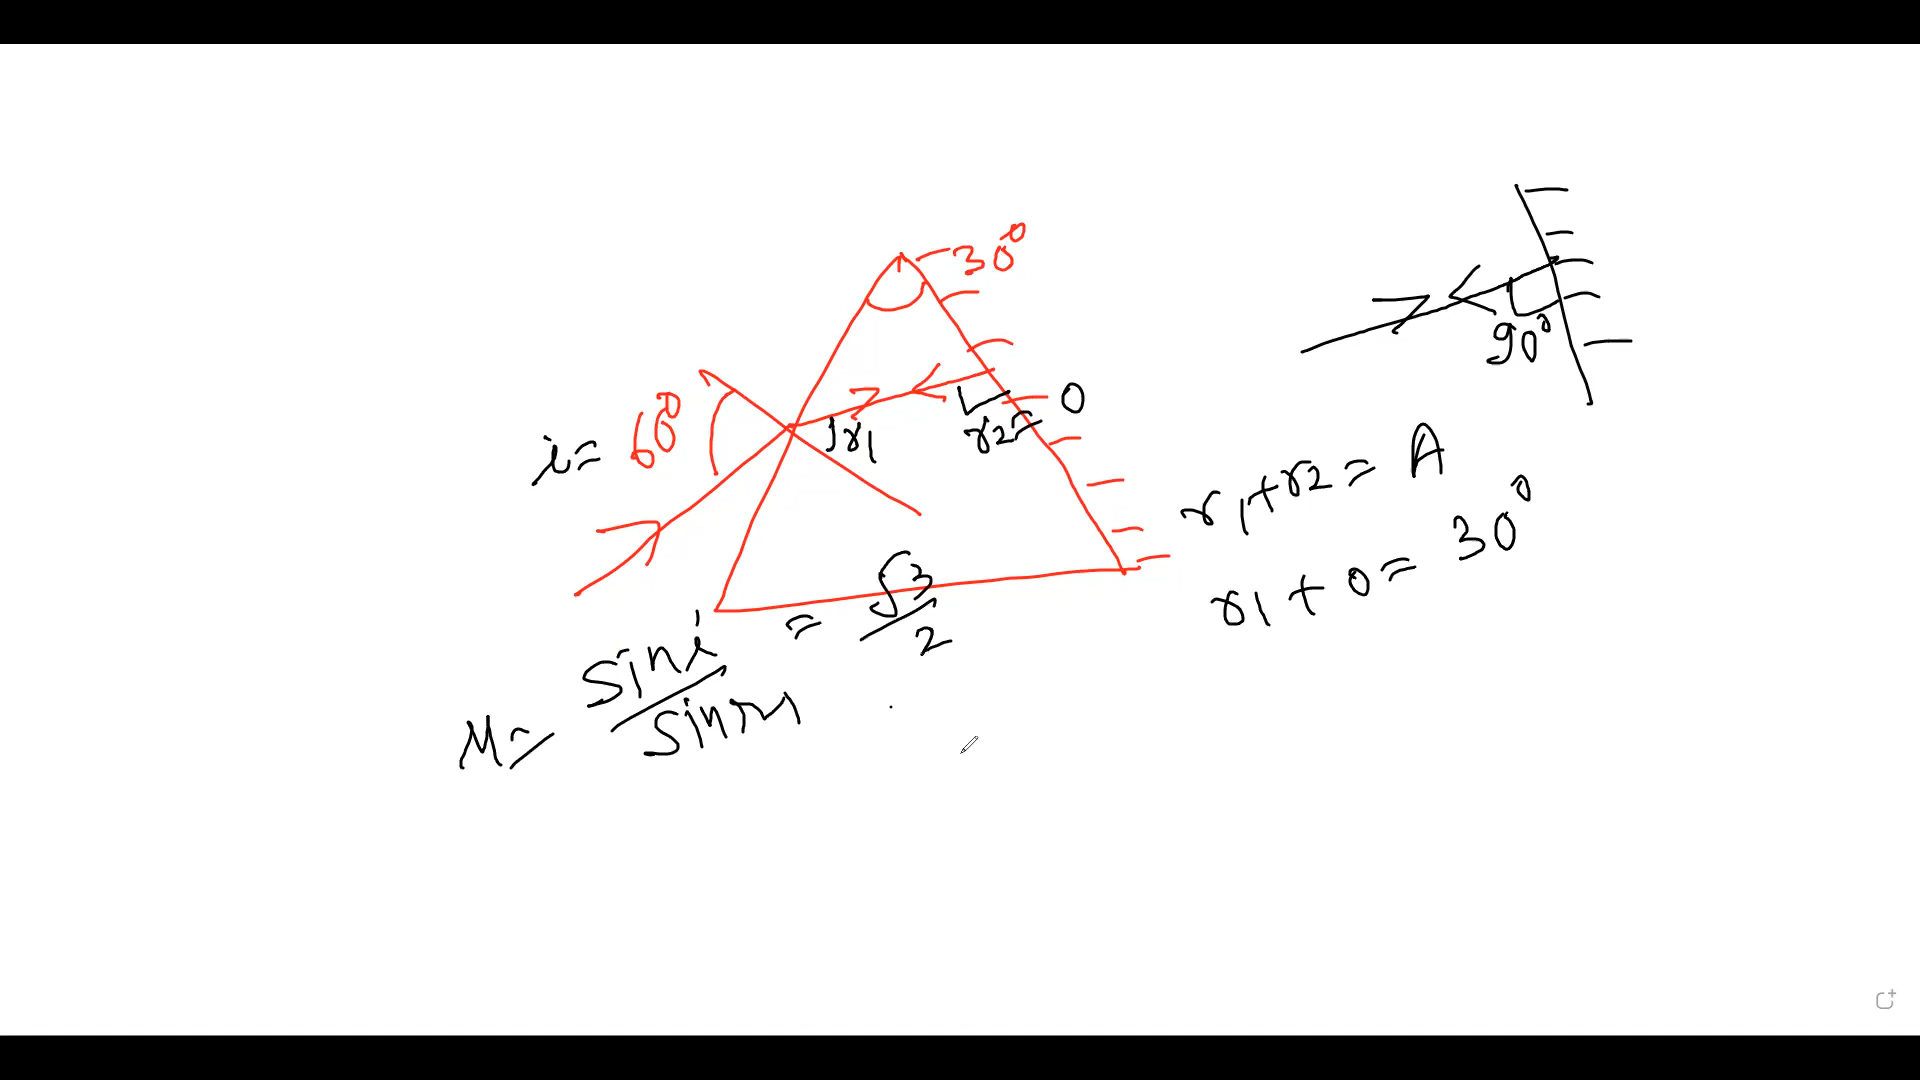 30°
i = 60°
r1
r2 = 0
90°
r1 + r2 = A
r1 + 0 = 30°
μ = sin i / sin r1 = √3 / 2